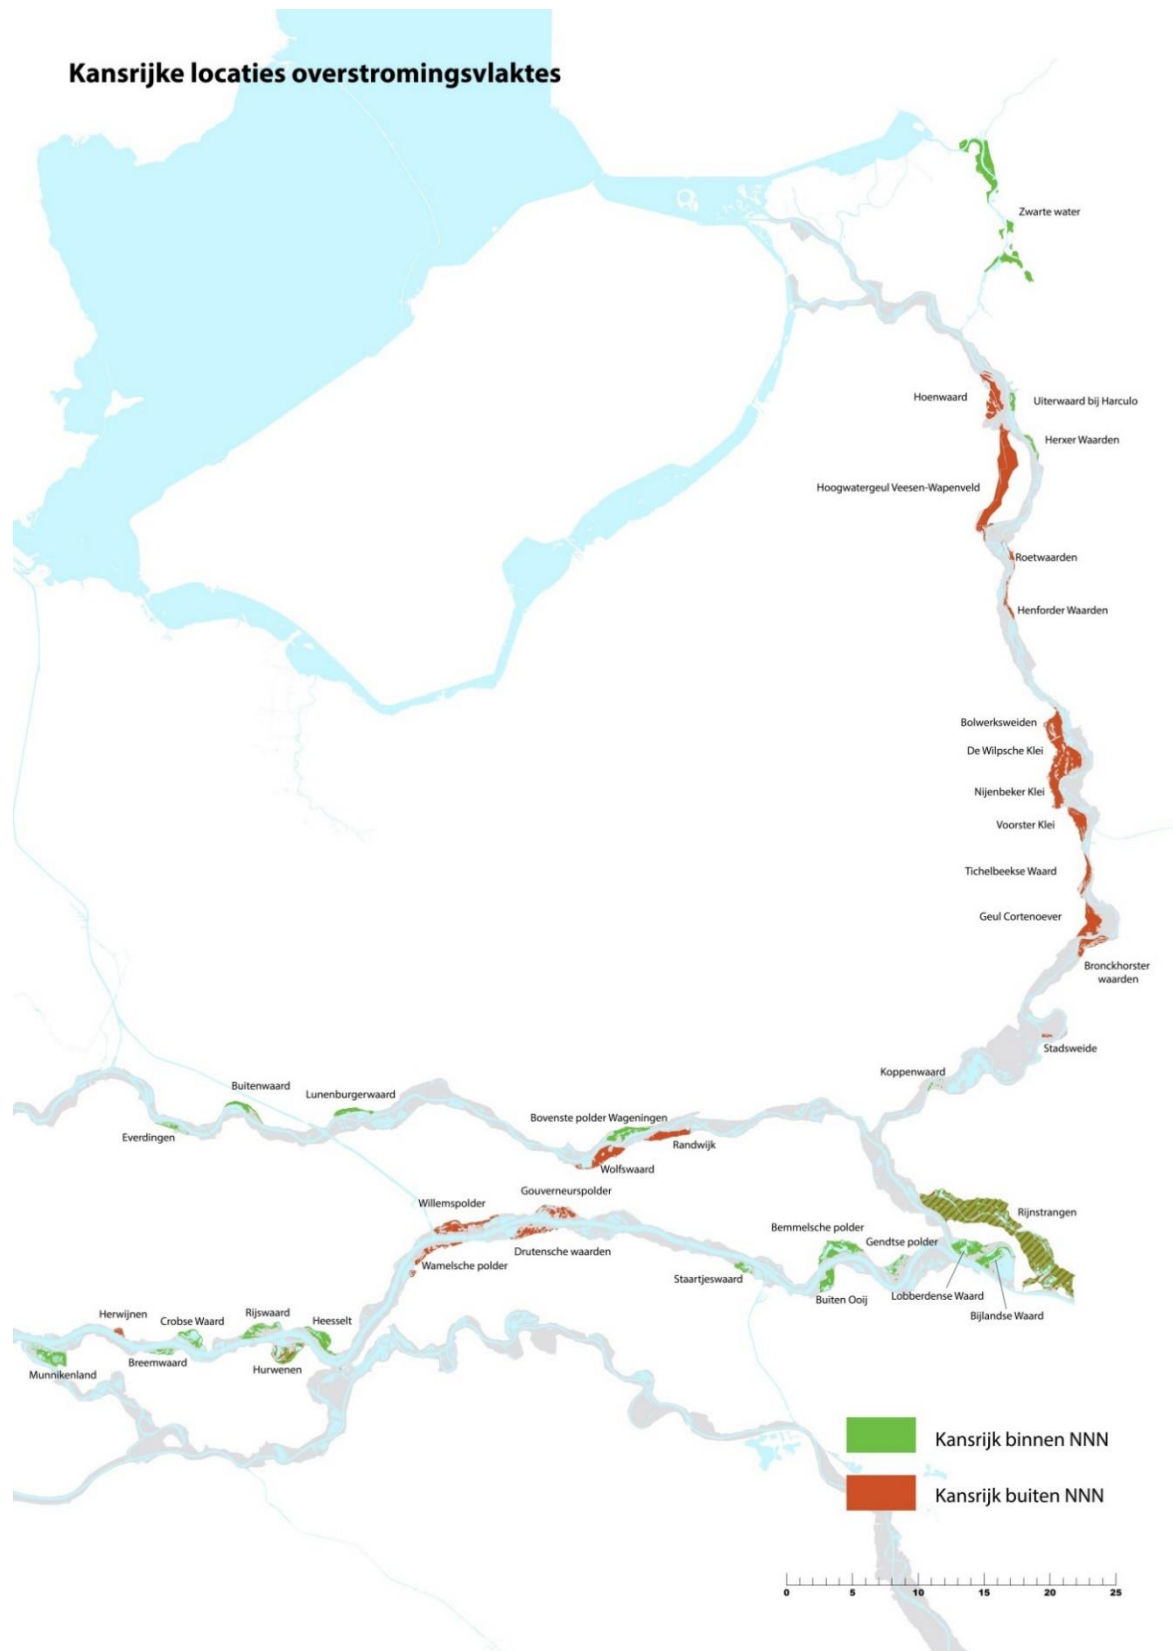 Kansrijke locaties overstromingsvlaktes
Zwarte water
Hoenwaard
Uiterwaard bij Harculo
Herxer Waarden
Hoogwatergeul Veesen-Wapenveld
Roetwaarden
Henforder Waarden
Bolwerksweiden
De Wilpsche Klei
Nijenbeker Klei
Voorster Klei
Tichelbeekse Waard
Geul Cortenoever
Bronckhorster
waarden
Stadsweide
Koppenwaard
Buitenwaard
Lunenburgerwaard
Everdingen
Bovenste polder Wageningen
Randwijk
Wolfswaard
Gouverneurspolder
Willemspolder
Rijnstrangen
Bemmelsche polder
Gendtse polder
Drutensche waarden
Wamelsche polder
Staartjeswaard
Buiten Ooij
Lobberdense Waard
Bijlandse Waard
Herwijnen
Crobse Waard
Rijswaard
Heesselt
Breemwaard
Hurwenen
Munnikenland
Kansrijk binnen NNN
Kansrijk buiten NNN
0 5 10 15 20 25